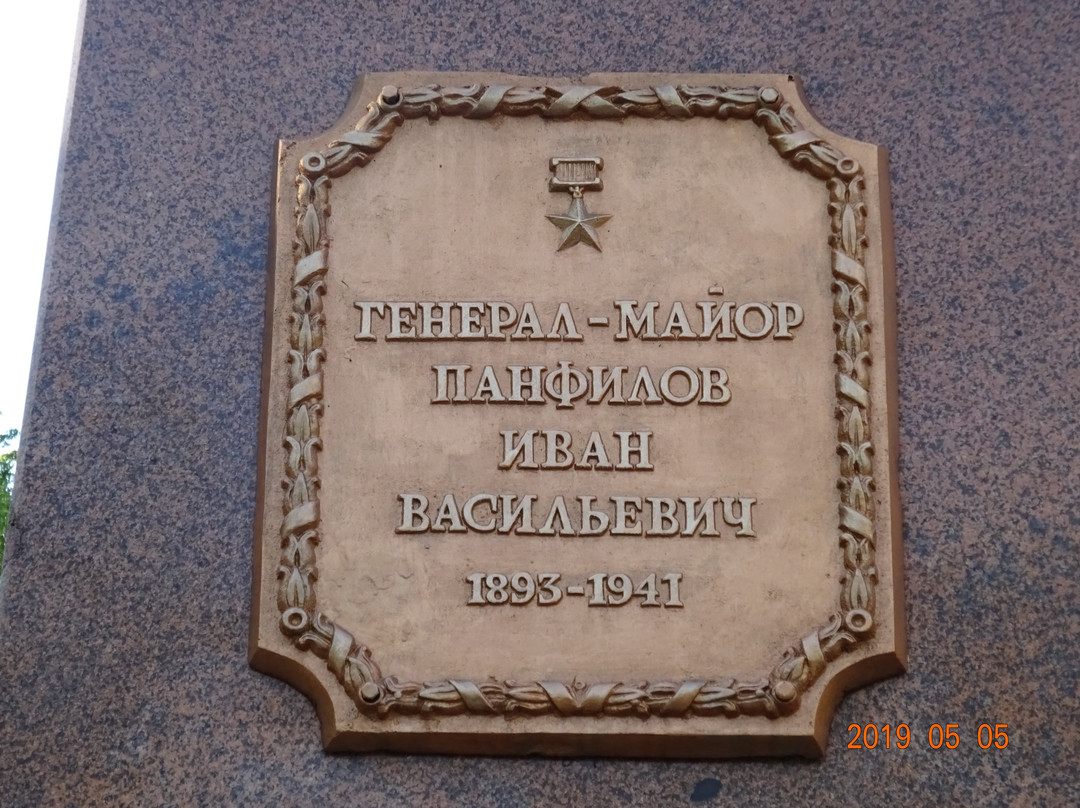 ГЕНЕРАЛ-МАЙОР
ПАНФИЛОВ
ИВАН
ВАСИЛЬЕВИЧ
1893-1941
2019 05 05